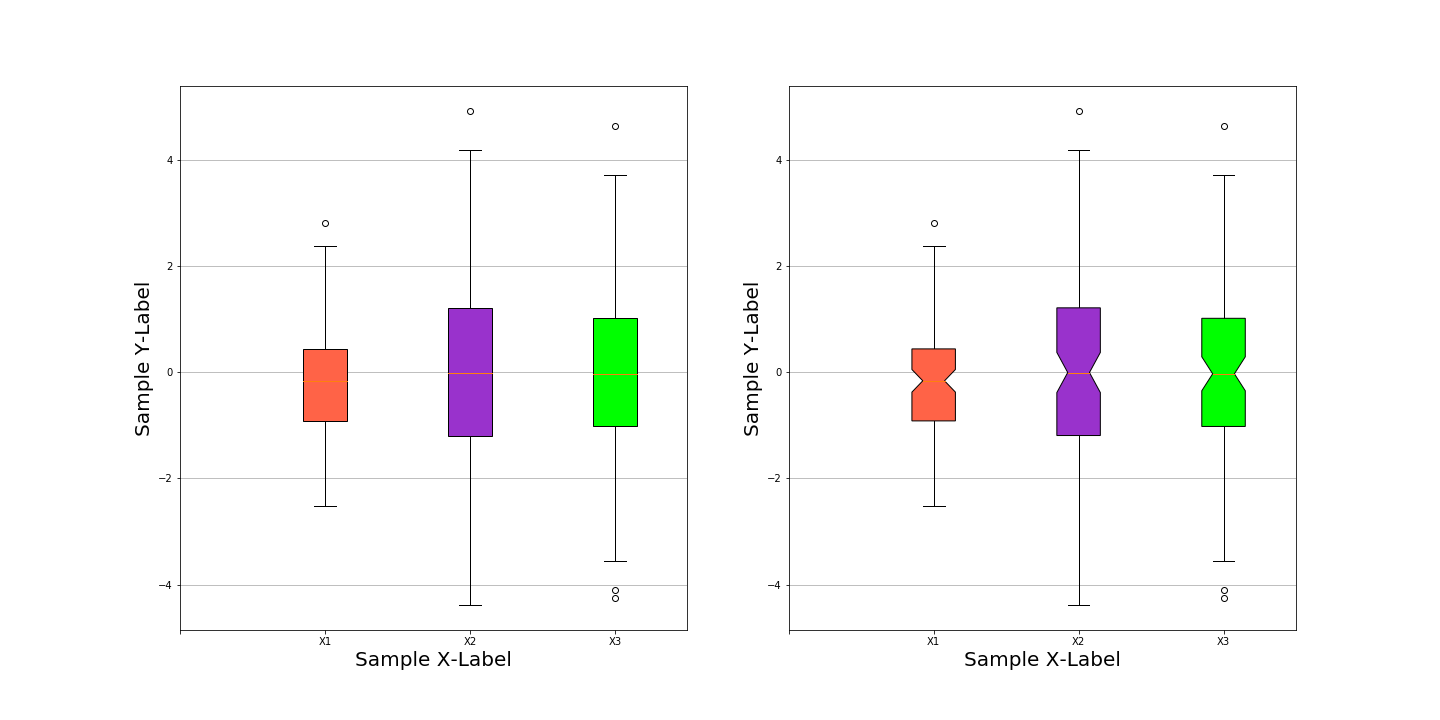 4
2
0
−2
−4
Sample Y-Label
X1 X2 X3
Sample X-Label
4
2
0
−2
−4
Sample Y-Label
X1 X2 X3
Sample X-Label